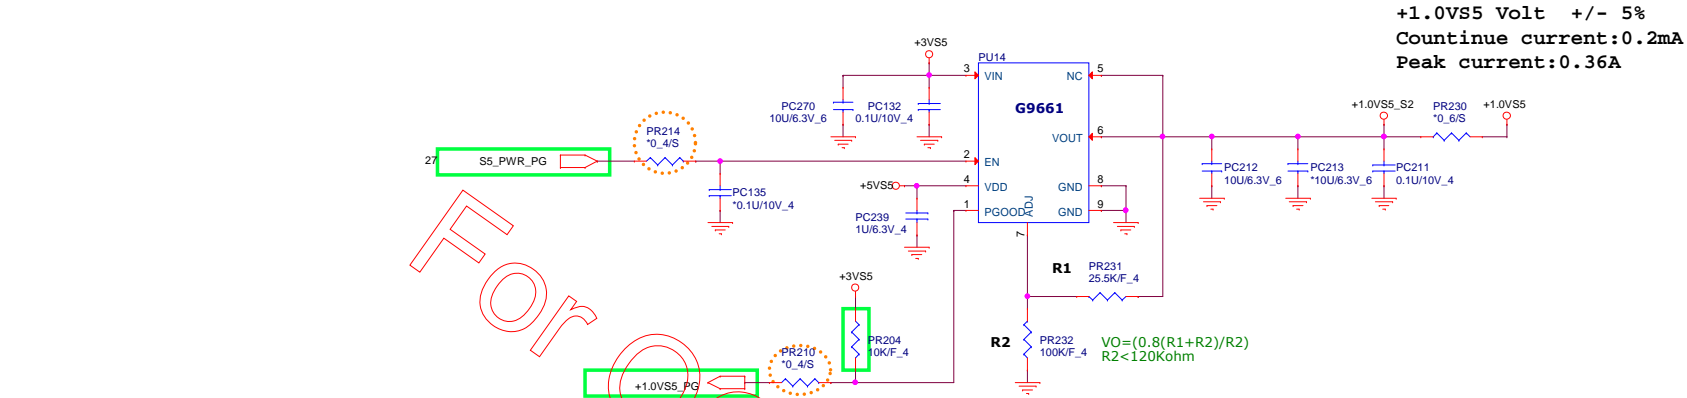 +1.0VS5 Volt  +/- 5%
Countinue current:0.2mA
Peak current:0.36A
+3VS5
PU14
3
VIN
NC
5
G9661
PC270
10U/6.3V_6
PC132
0.1U/10V_4
+1.0VS5_S2
PR230
*0_6/S
+1.0VS5
VOUT
6
PR214
*0_4/S
27
S5_PWR_PG
2
EN
PC135
*0.1U/10V_4
+5VS5
4
VDD
GND
8
PC212
10U/6.3V_6
PC213
*10U/6.3V_6
PC211
0.1U/10V_4
1
PGOOD
ADJ
GND
9
PC239
1U/6.3V_4
7
R1
PR231
25.5K/F_4
+3VS5
R2
PR232
100K/F_4
VO=(0.8(R1+R2)/R2)
R2<120Kohm
PR204
10K/F_4
PR210
*0_4/S
+1.0VS5_PG
For